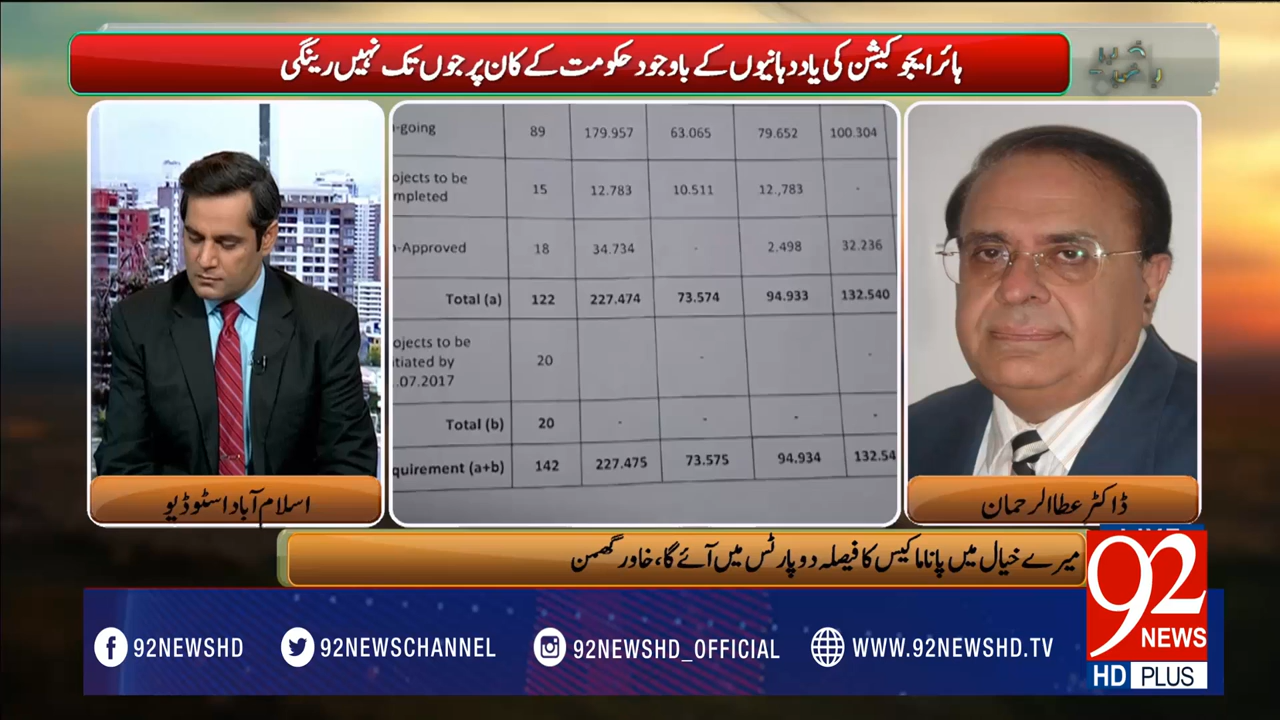 ہائر ایجوکیشن کی یاددہانیوں کے باوجود حکومت کے کان پر جوں تک نہیں رینگی
-going 89 179.957 63.065 79.652 100.304
ojects to be
mpleted 15 12.783 10.511 12.,783 -
-Approved 18 34.734 - 2.498 32.236
Total (a) 122 227.474 73.574 94.933 132.540
ojects to be
tiated by 20 - -
.07.2017
Total (b) 20 - - - -
quirement (a+b) 142 227.475 73.575 94.934 132.54
اسلام آباد اسٹوڈیو
ڈاکٹر عطاالرحمان
میرے خیال میں پاناما کیس کا فیصلہ دو پارٹس میں آئے گا، خاور گھمن
92NEWSHD 92NEWSCHANNEL 92NEWSHD_OFFICIAL WWW.92NEWSHD.TV
92
NEWS
HD PLUS